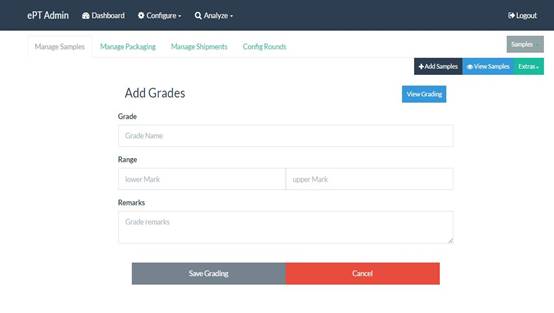 ePT Admin Dashboard Configure Analyze Logout
Manage Samples Manage Packaging Manage Shipments Config Rounds Samples
Add Samples View Samples Extras
Add Grades View Grading
Grade
Grade Name
Range
lower Mark upper Mark
Remarks
Grade remarks
Save Grading Cancel